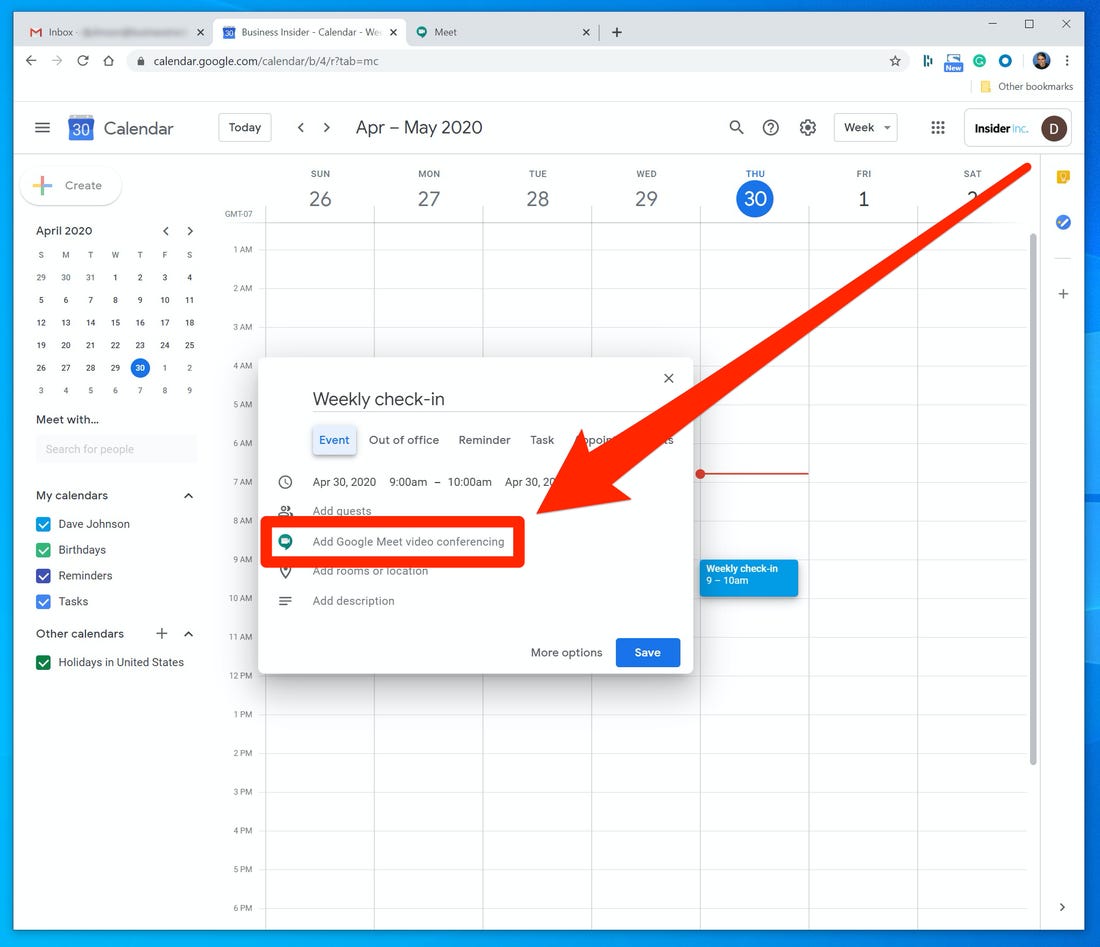 Inbox
30 Business Insider - Calendar - We
Meet
calendar.google.com/calendar/b/4/r?tab=mc
New
Other bookmarks
30 Calendar
Today
Apr – May 2020
Week
Insider inc.
D
Create
April 2020
S M T W T F S
29 30 31 1 2 3 4
5 6 7 8 9 10 11
12 13 14 15 16 17 18
19 20 21 22 23 24 25
26 27 28 29 30 1 2
3 4 5 6 7 8 9
Meet with...
Search for people
My calendars
Dave Johnson
Birthdays
Reminders
Tasks
Other calendars
Holidays in United States
SUN MON TUE WED THU FRI SAT
26 27 28 29 30 1 2
GMT-07
1 AM
2 AM
3 AM
4 AM
5 AM
6 AM
7 AM
8 AM
9 AM
10 AM
11 AM
12 PM
1 PM
2 PM
3 PM
4 PM
5 PM
6 PM
Weekly check-in
Event Out of office Reminder Task
Apr 30, 2020 9:00am – 10:00am Apr 30,
Add guests
Add Google Meet video conferencing
Add rooms or location
Add description
More options
Save
Weekly check-in
9 – 10am